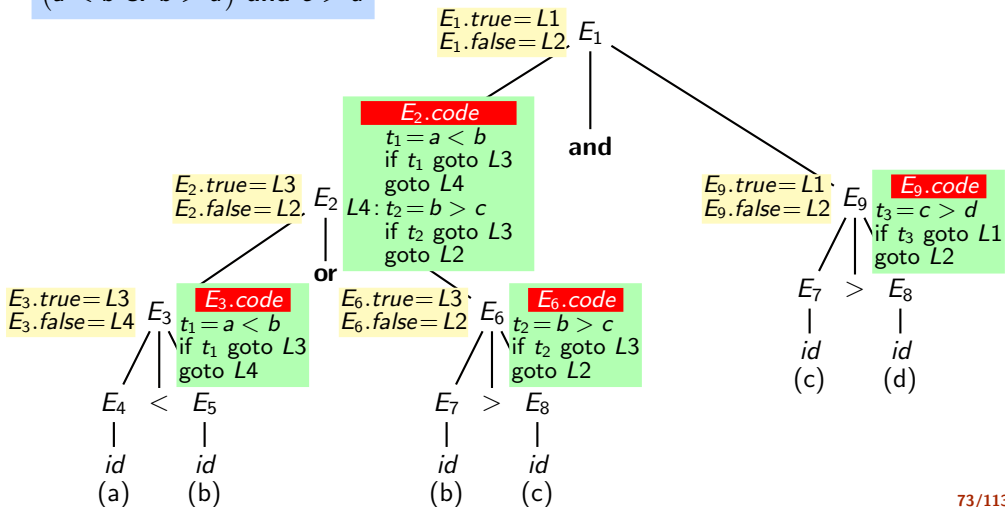 E₁.true=L1
E₁.false=L2
E₁
E₂.code
t₁=a < b
if t₁ goto L3
goto L4
L4: t₂=b > c
if t₂ goto L3
goto L2
and
E₂.true=L3
E₂.false=L2
E₂
or
E₉.true=L1
E₉.false=L2
E₉
E₉.code
t₃=c > d
if t₃ goto L1
goto L2
E₃.true=L3
E₃.false=L4
E₃
E₃.code
t₁=a < b
if t₁ goto L3
goto L4
E₆.true=L3
E₆.false=L2
E₆
E₆.code
t₂=b > c
if t₂ goto L3
goto L2
E₇ > E₈
id id
(c) (d)
E₄ < E₅
id id
(a) (b)
E₇ > E₈
id id
(b) (c)
73/113